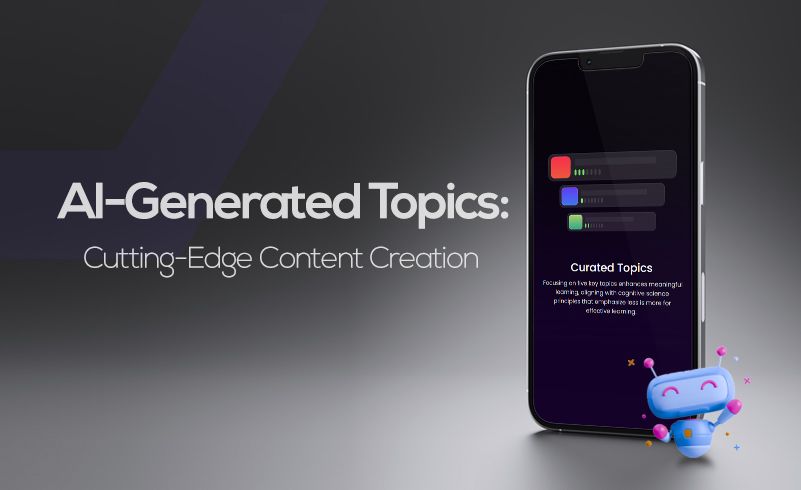 AI-Generated Topics:
Cutting-Edge Content Creation
Curated Topics
Focusing on five key topics enhances meaningful
learning, aligning with cognitive science
principles that emphasize less is more for
effective learning.